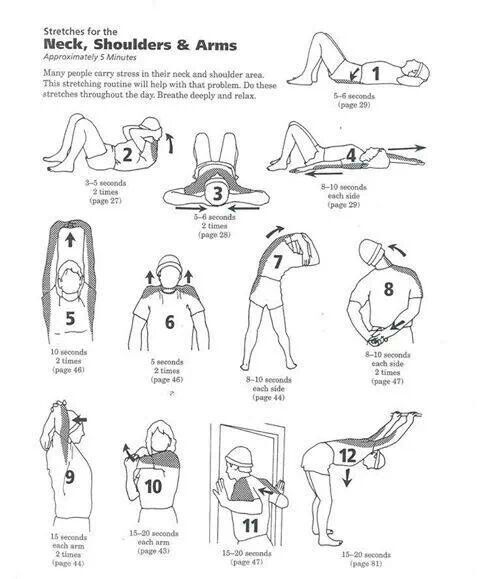 Stretches for the
Neck, Shoulders & Arms
Approximately 5 Minutes
Many people carry stress in their neck and shoulder area.
This stretching routine will help with that problem. Do these
stretches throughout the day. Breathe deeply and relax.
1
5–6 seconds
(page 29)
2
3–5 seconds
2 times
(page 27)
3
5–6 seconds
2 times
(page 28)
4
8–10 seconds
each side
(page 29)
5
10 seconds
2 times
(page 46)
6
5 seconds
2 times
(page 46)
7
8–10 seconds
each side
(page 44)
8
8–10 seconds
each side
2 times
(page 47)
9
15 seconds
each arm
2 times
(page 44)
10
15–20 seconds
each arm
(page 43)
11
15–20 seconds
(page 47)
12
15–20 seconds
(page 81)